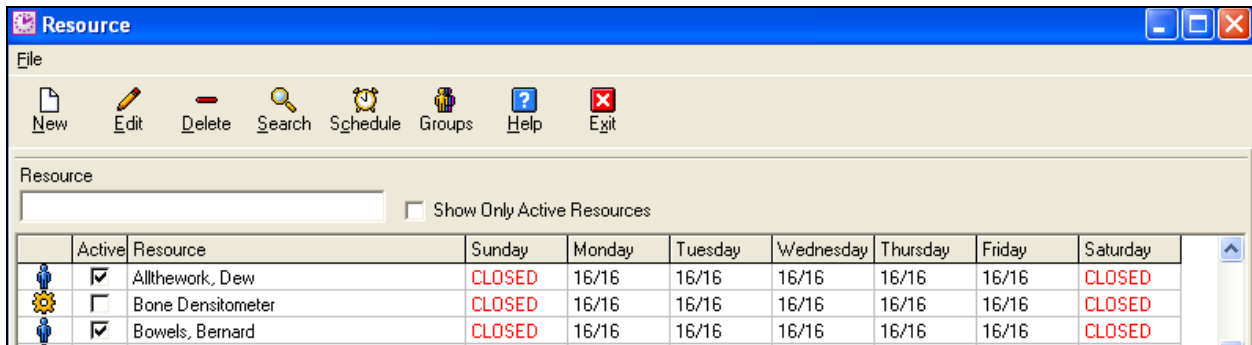 Resource
File
New Edit Delete Search Schedule Groups Help Exit
Resource
Show Only Active Resources
Active Resource Sunday Monday Tuesday Wednesday Thursday Friday Saturday
Allthework, Dew CLOSED 16/16 16/16 16/16 16/16 16/16 CLOSED
Bone Densitometer CLOSED 16/16 16/16 16/16 16/16 16/16 CLOSED
Bowels, Bernard CLOSED 16/16 16/16 16/16 16/16 16/16 CLOSED